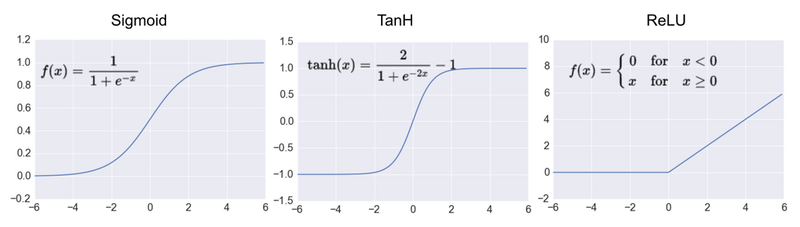 Sigmoid
f(x) = 1 / (1 + e^{-x})
1.2
1.0
0.8
0.6
0.4
0.2
0.0
−0.2
−6 −4 −2 0 2 4 6
TanH
tanh(x) = 2 / (1 + e^{-2x}) − 1
1.5
1.0
0.5
0.0
−0.5
−1.0
−1.5
−6 −4 −2 0 2 4 6
ReLU
f(x) = { 0 for x < 0
x for x ≥ 0
10
8
6
4
2
0
−2
−6 −4 −2 0 2 4 6